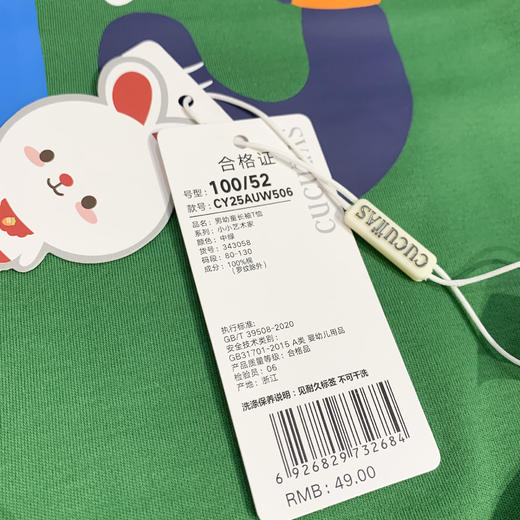 合格证
号型: 100/52
款号: CY25AUW506
品名: 男幼童长袖T恤
系列: 小小艺术家
颜色: 中绿
货号: 343058
码段: 80-130
成分: 100%棉
(罗纹除外)
执行标准:
GB/T 39508-2020
安全技术类别:
GB31701-2015 A类 婴幼儿用品
产品质量等级: 合格品
检验员: 06
产地: 浙江
洗涤保养说明: 见耐久标签 不可干洗
6 926829 732684
RMB: 49.00
CUCUWAS